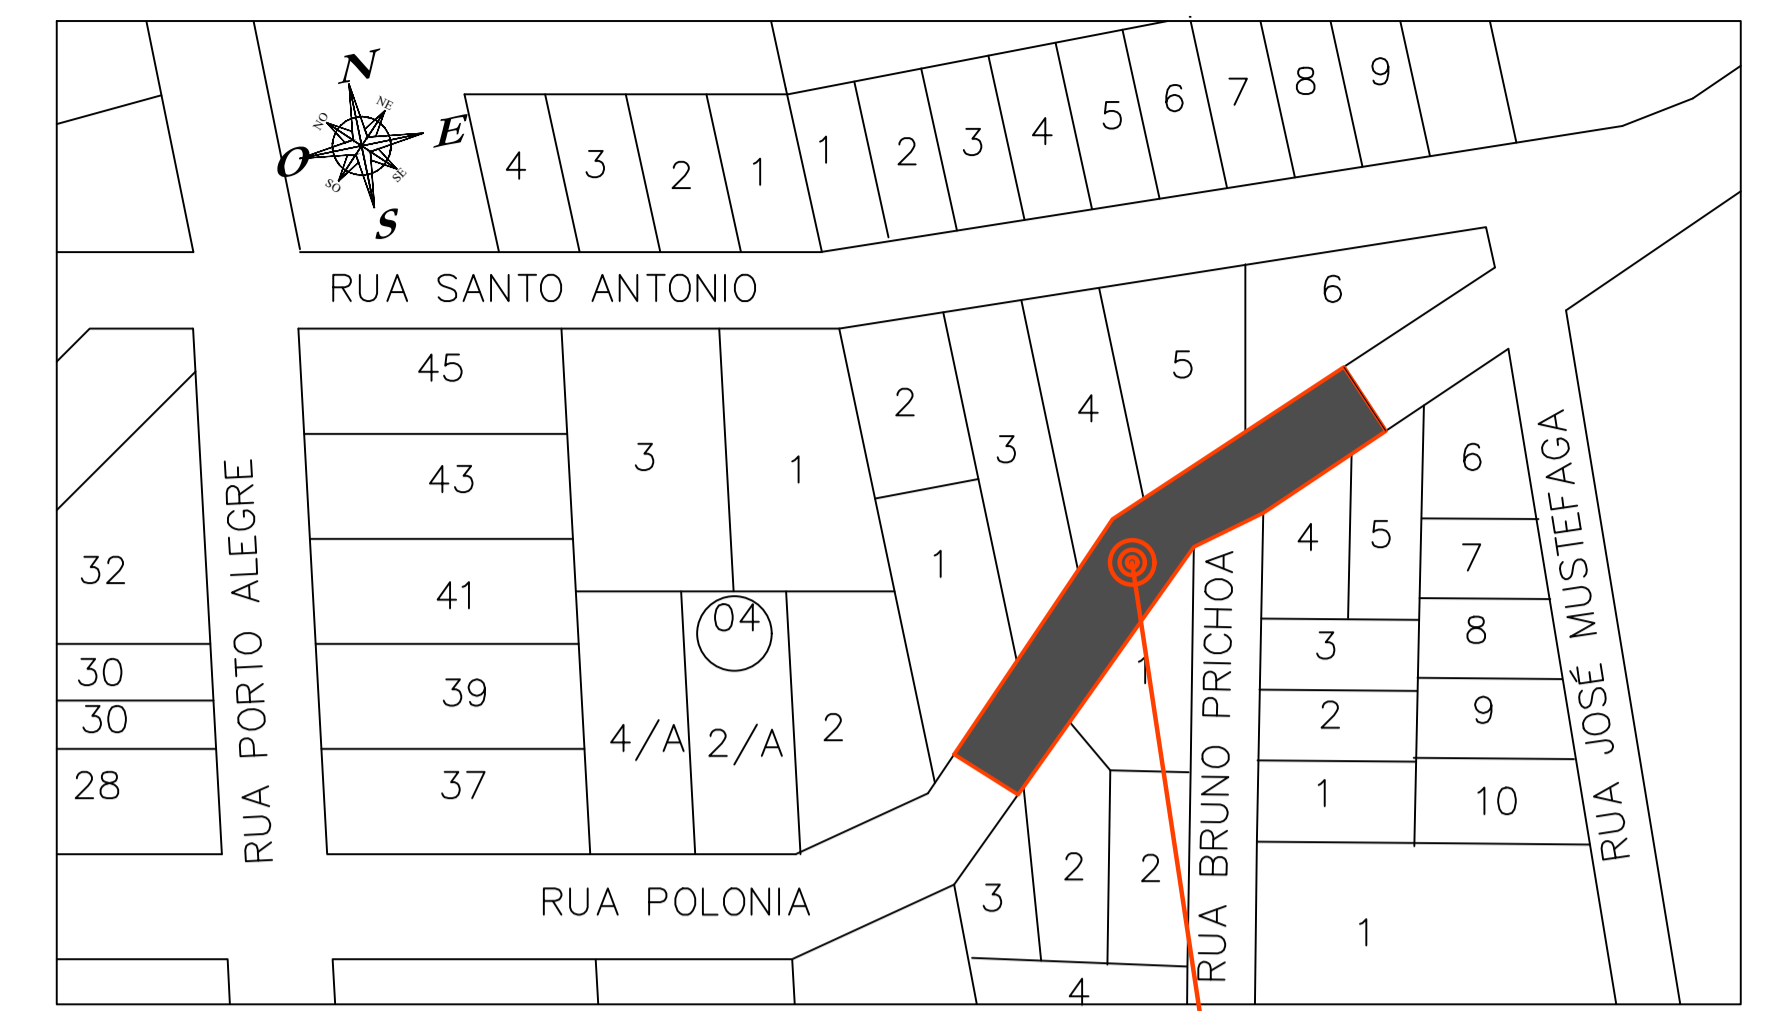 N
NE
E
SE
S
SO
O
NO
4 3 2 1 1 2 3 4 5 6 7 8 9
RUA SANTO ANTONIO
6
45
3
1
2
3
4
5
43
41
39
37
1
04
4/A
2/A
2
32
30
30
28
RUA PORTO ALEGRE
RUA POLONIA
1
3
2
2
4
RUA BRUNO PRICHOA
4
5
3
2
1
1
6
7
8
9
10
RUA JOSÉ MUSTEFAGA